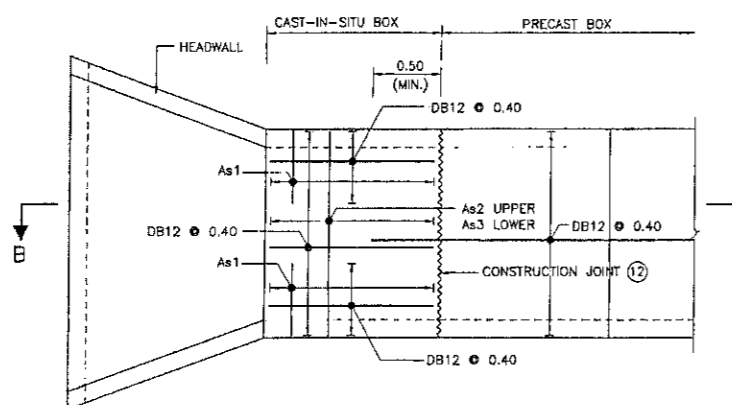 CAST-IN-SITU BOX
PRECAST BOX
HEADWALL
0.50
(MIN.)
DB12 @ 0.40
As1
As2 UPPER
As3 LOWER
DB12 @ 0.40
DB12 @ 0.40
B
As1
CONSTRUCTION JOINT 12
DB12 @ 0.40